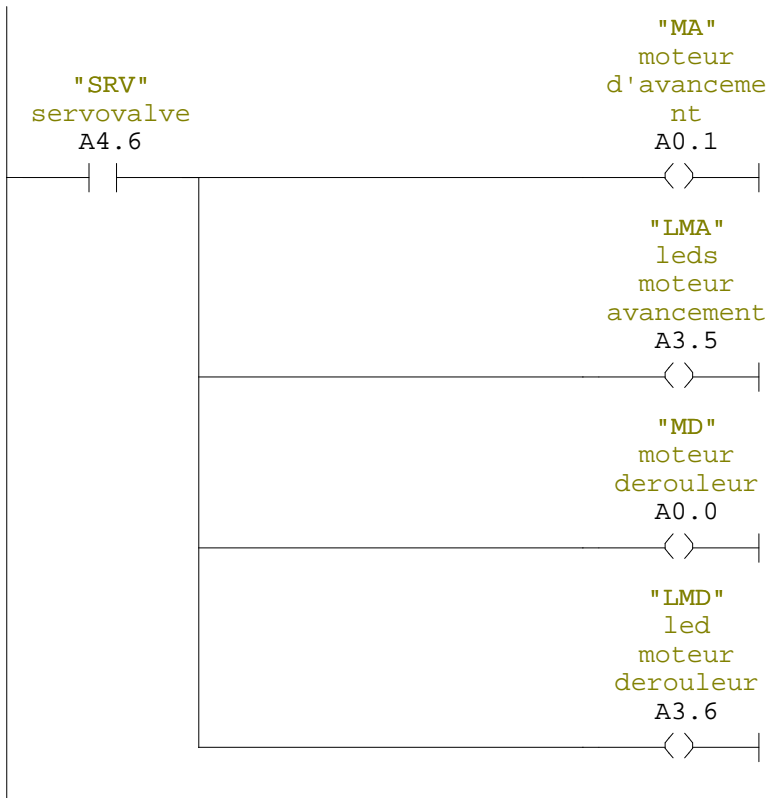 "MA"
moteur
d'avanceme
nt
A0.1
"SRV"
servovalve
A4.6
"LMA"
leds
moteur
avancement
A3.5
"MD"
moteur
derouleur
A0.0
"LMD"
led
moteur
derouleur
A3.6